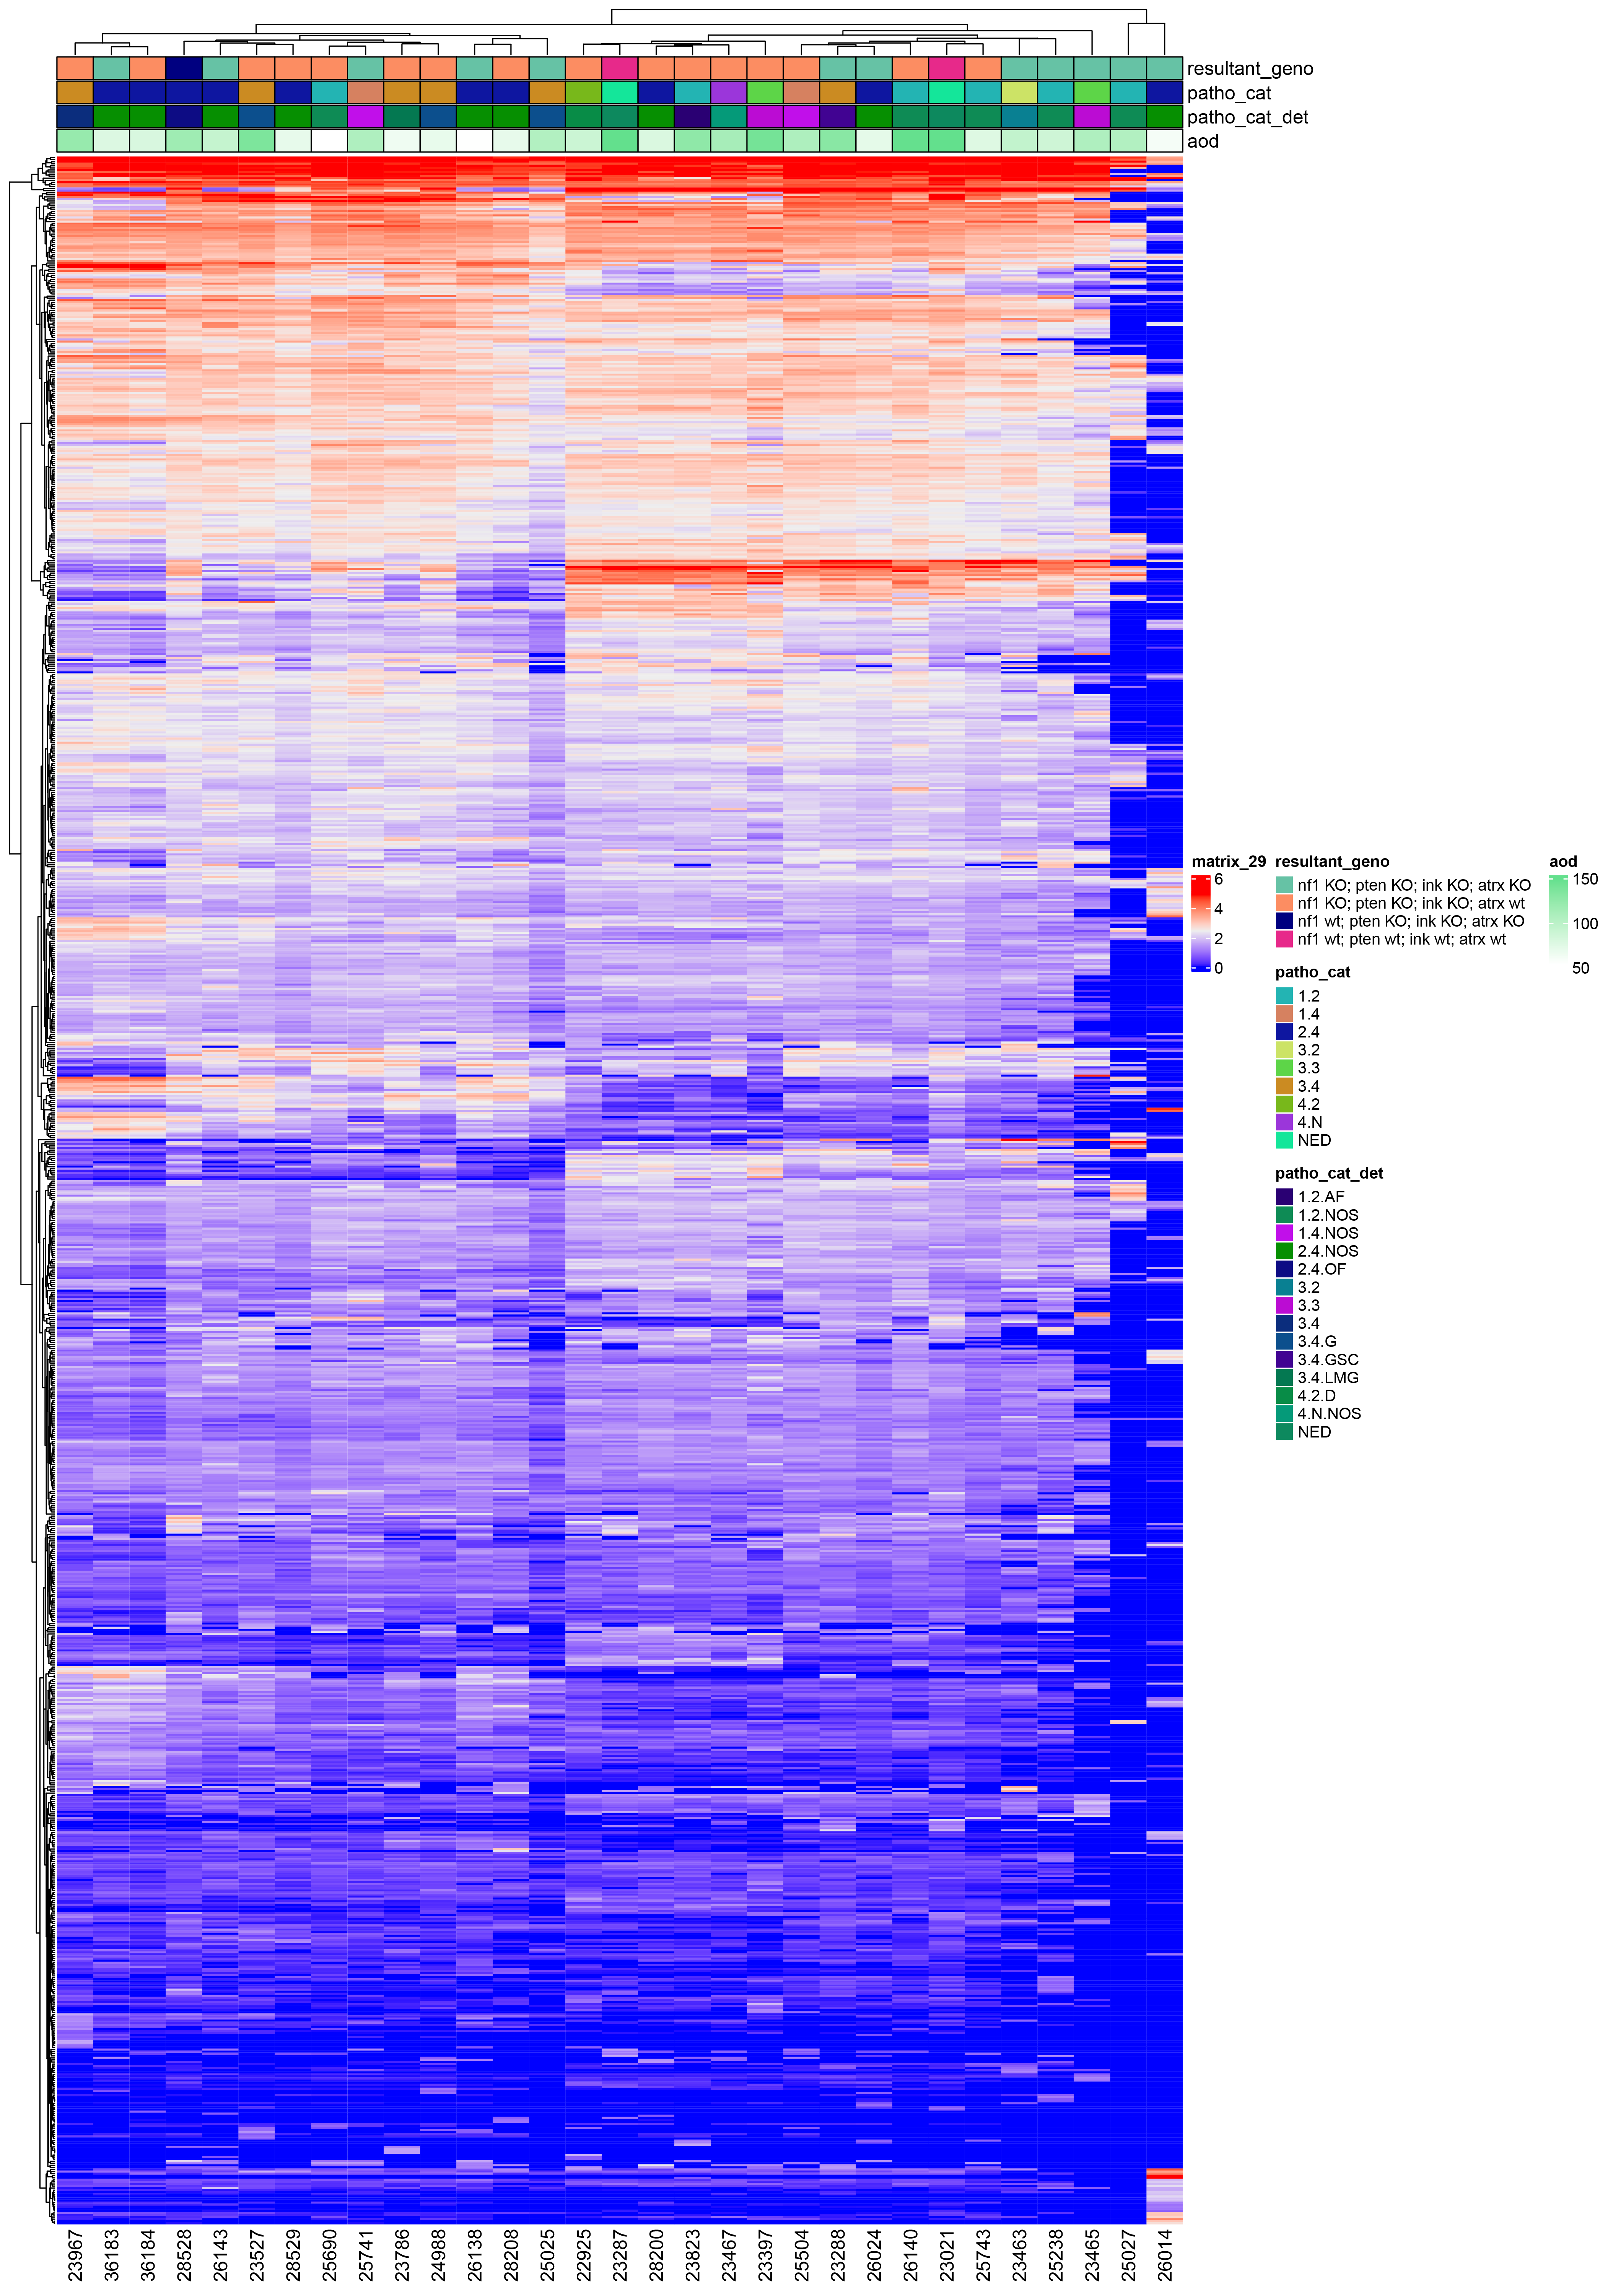 resultant_geno
patho_cat
patho_cat_det
aod
matrix_29
6
4
2
0
resultant_geno
nf1 KO; pten KO; ink KO; atrx KO
nf1 KO; pten KO; ink KO; atrx wt
nf1 wt; pten KO; ink KO; atrx KO
nf1 wt; pten wt; ink wt; atrx wt
aod
150
100
50
patho_cat
1.2
1.4
2.4
3.2
3.3
3.4
4.2
4.N
NED
patho_cat_det
1.2.AF
1.2.NOS
1.4.NOS
2.4.NOS
2.4.OF
3.2
3.3
3.4
3.4.G
3.4.GSC
3.4.LMG
4.2.D
4.N.NOS
NED
23967
36183
36184
28528
26143
23527
28529
25690
25741
23786
24988
26138
28208
25025
22925
23287
28200
23823
23467
23397
25504
23288
26024
26140
23021
25743
23463
25238
23465
25027
26014